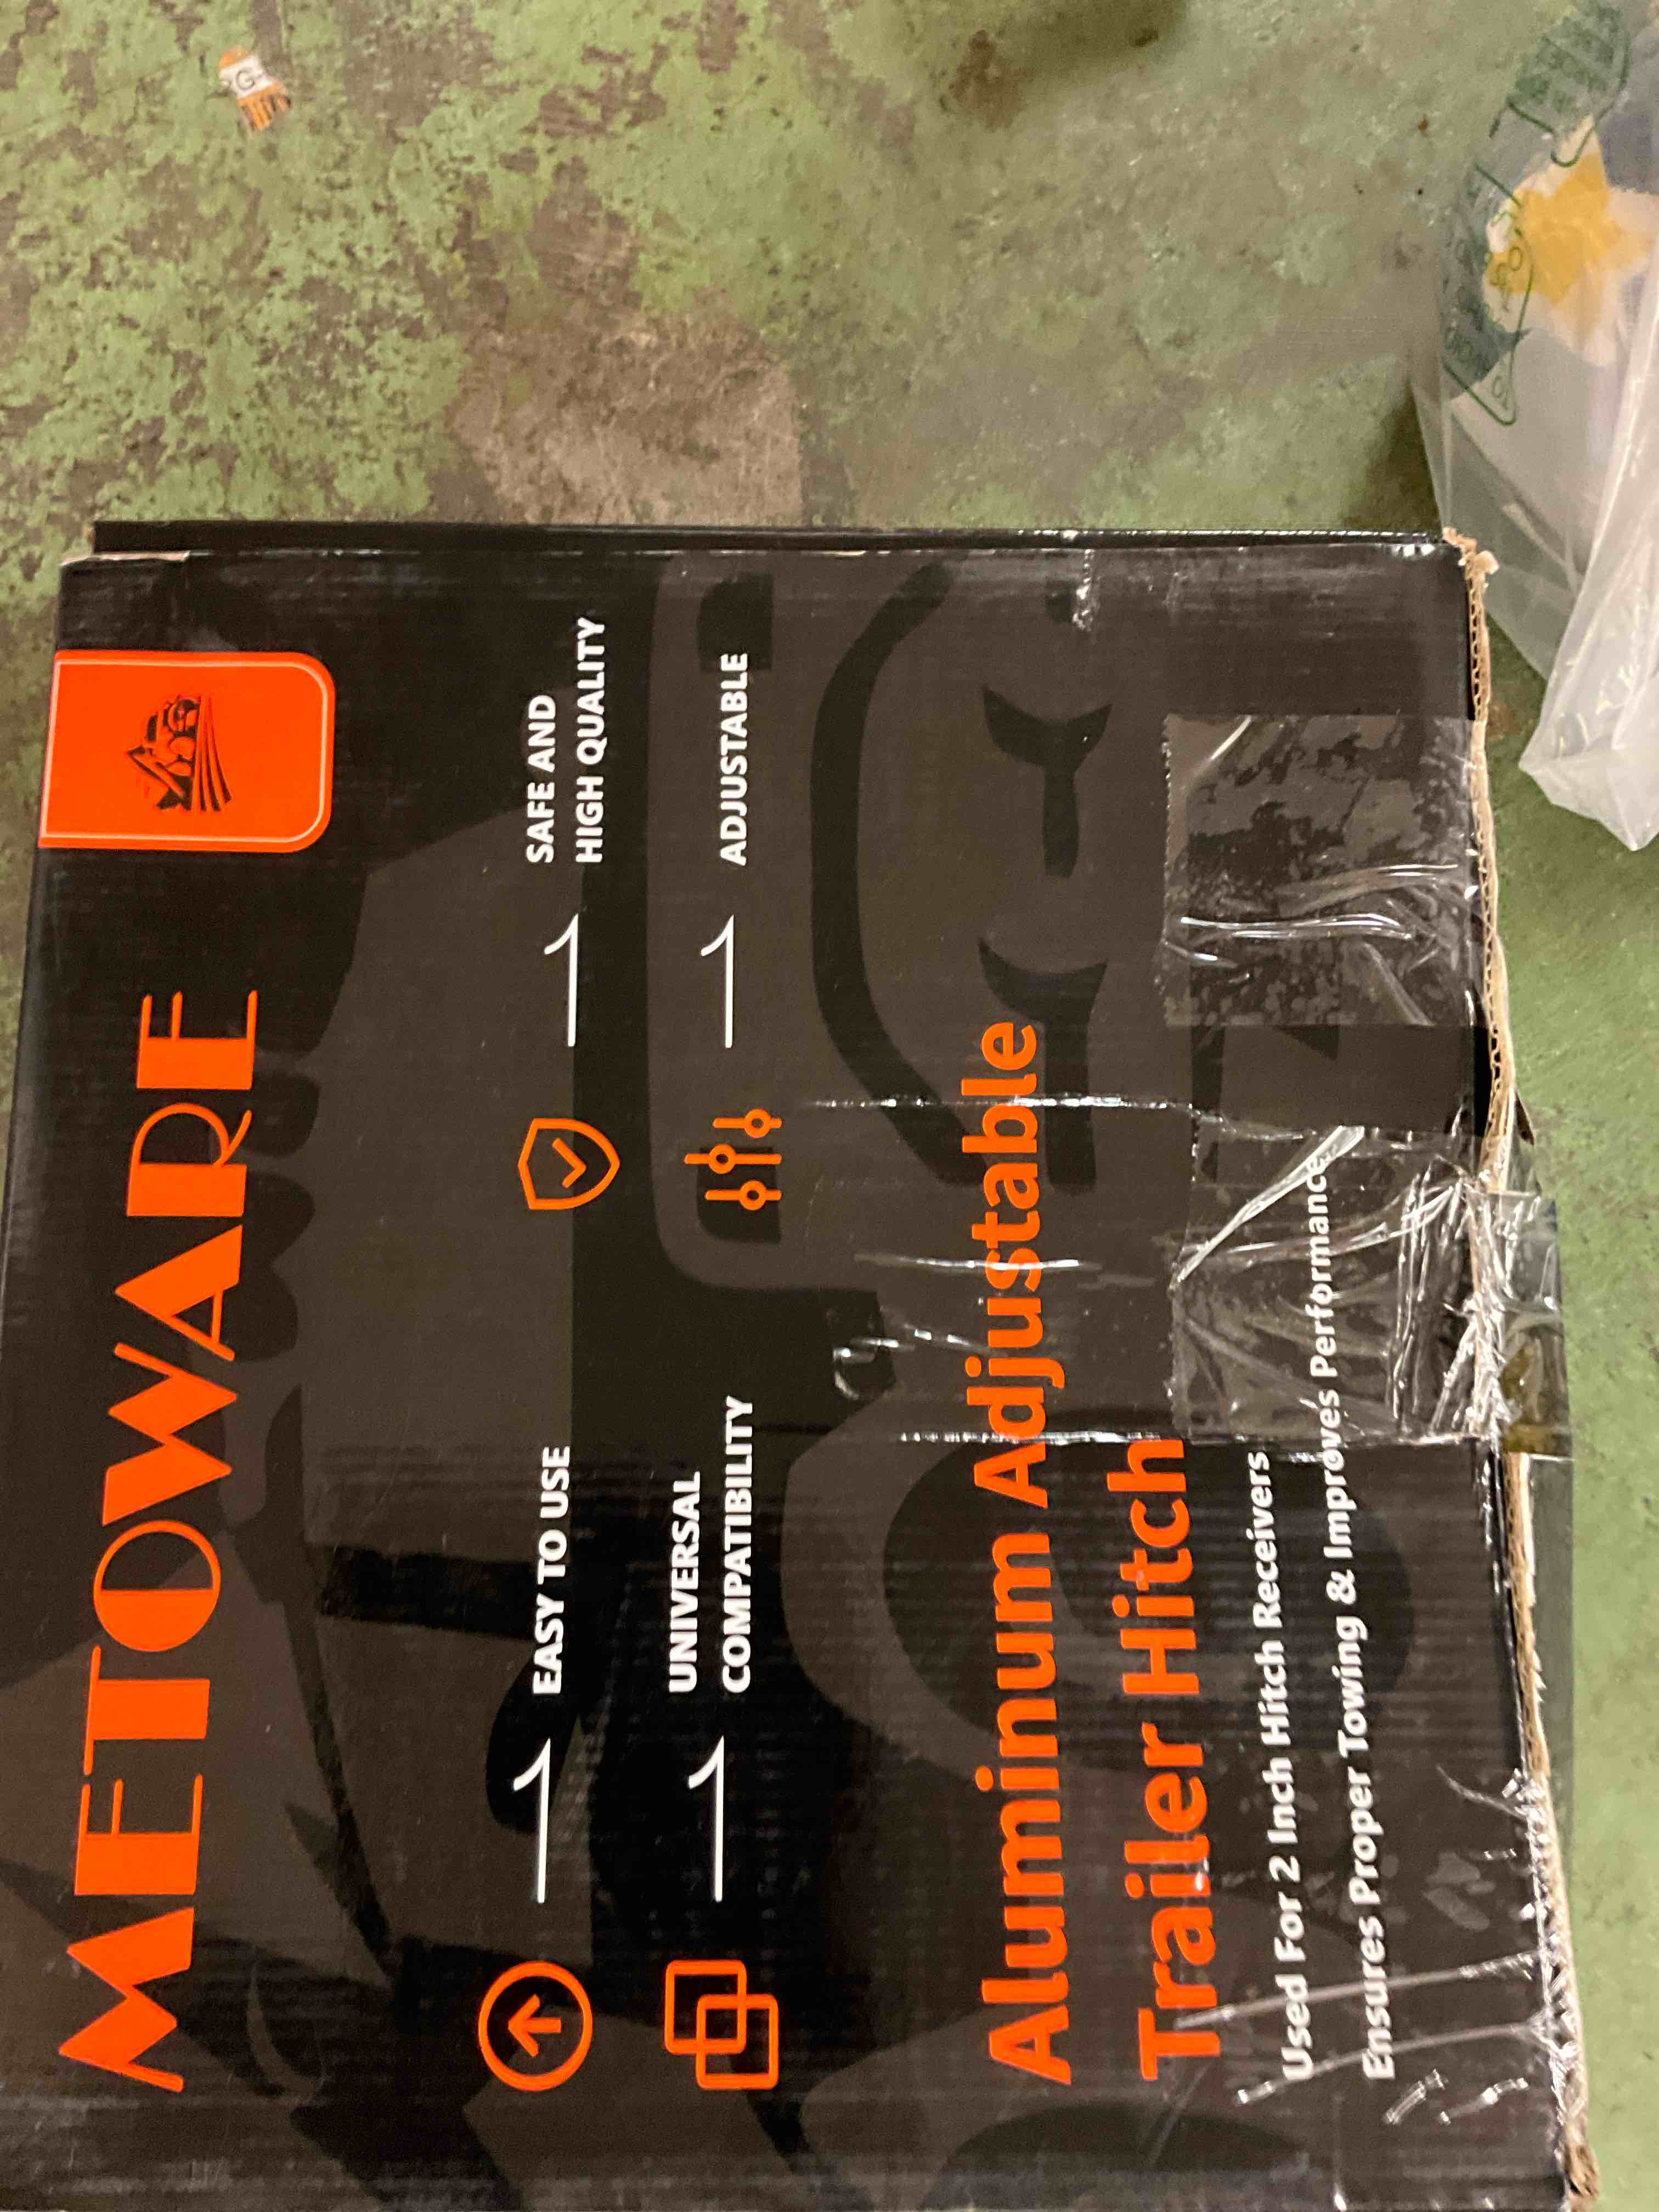 METOWARE
EASY TO USE
SAFE AND
HIGH QUALITY
UNIVERSAL
COMPATIBILITY
ADJUSTABLE
Aluminum Adjustable
Trailer Hitch
Used For 2 Inch Hitch Receivers
Ensures Proper Towing & Improves Performance